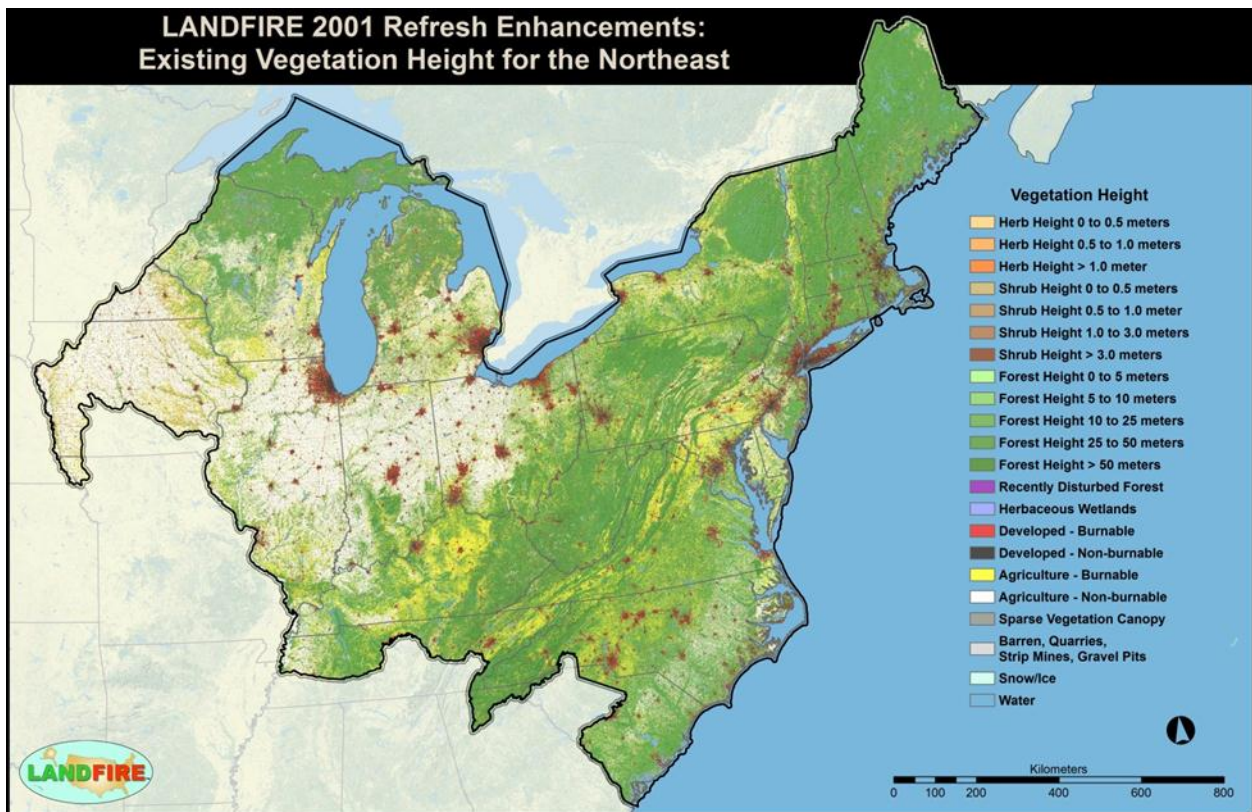 LANDFIRE 2001 Refresh Enhancements:
Existing Vegetation Height for the Northeast
Vegetation Height
Herb Height 0 to 0.5 meters
Herb Height 0.5 to 1.0 meters
Herb Height > 1.0 meter
Shrub Height 0 to 0.5 meters
Shrub Height 0.5 to 1.0 meter
Shrub Height 1.0 to 3.0 meters
Shrub Height > 3.0 meters
Forest Height 0 to 5 meters
Forest Height 5 to 10 meters
Forest Height 10 to 25 meters
Forest Height 25 to 50 meters
Forest Height > 50 meters
Recently Disturbed Forest
Herbaceous Wetlands
Developed - Burnable
Developed - Non-burnable
Agriculture - Burnable
Agriculture - Non-burnable
Sparse Vegetation Canopy
Barren, Quarries,
Strip Mines, Gravel Pits
Snow/Ice
Water
Kilometers
0 100 200 400 600 800
LANDFIRE